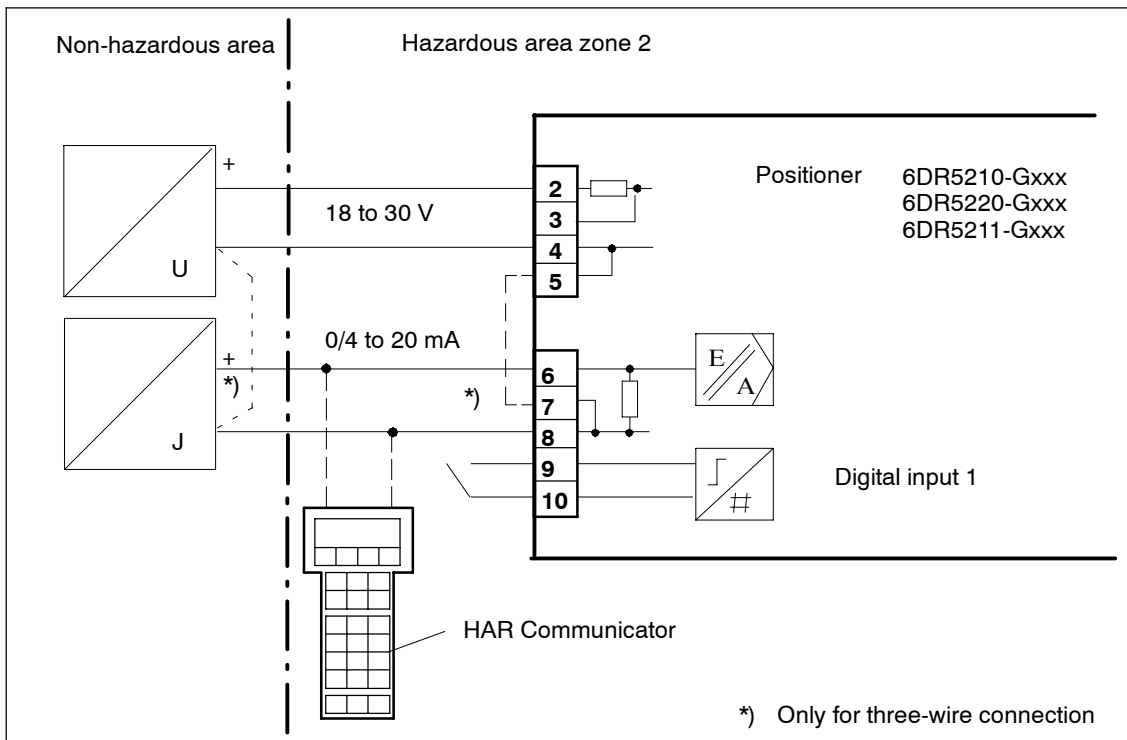 Non-hazardous area
Hazardous area zone 2
Positioner 6DR5210-Gxxx
6DR5220-Gxxx
6DR5211-Gxxx
+
18 to 30 V
U
2
3
4
5
0/4 to 20 mA
+
*)
*)
J
6
7
8
9
10
E
A
#
Digital input 1
HAR Communicator
*) Only for three-wire connection